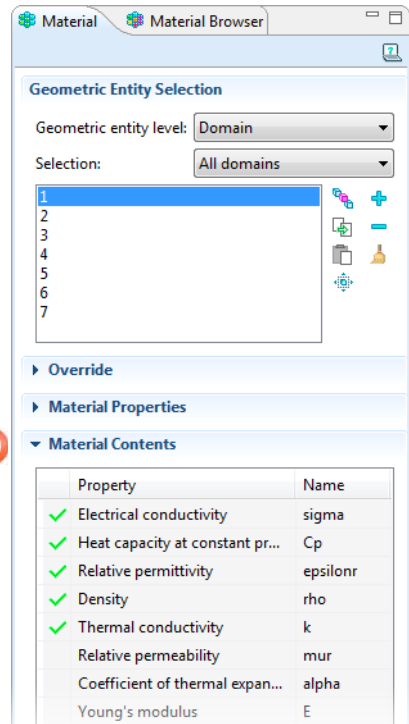 Material Material Browser
Geometric Entity Selection
Geometric entity level: Domain
Selection: All domains
1
2
3
4
5
6
7
Override
Material Properties
Material Contents
Property Name
Electrical conductivity sigma
Heat capacity at constant pr... Cp
Relative permittivity epsilonr
Density rho
Thermal conductivity k
Relative permeability mur
Coefficient of thermal expan... alpha
Young's modulus E